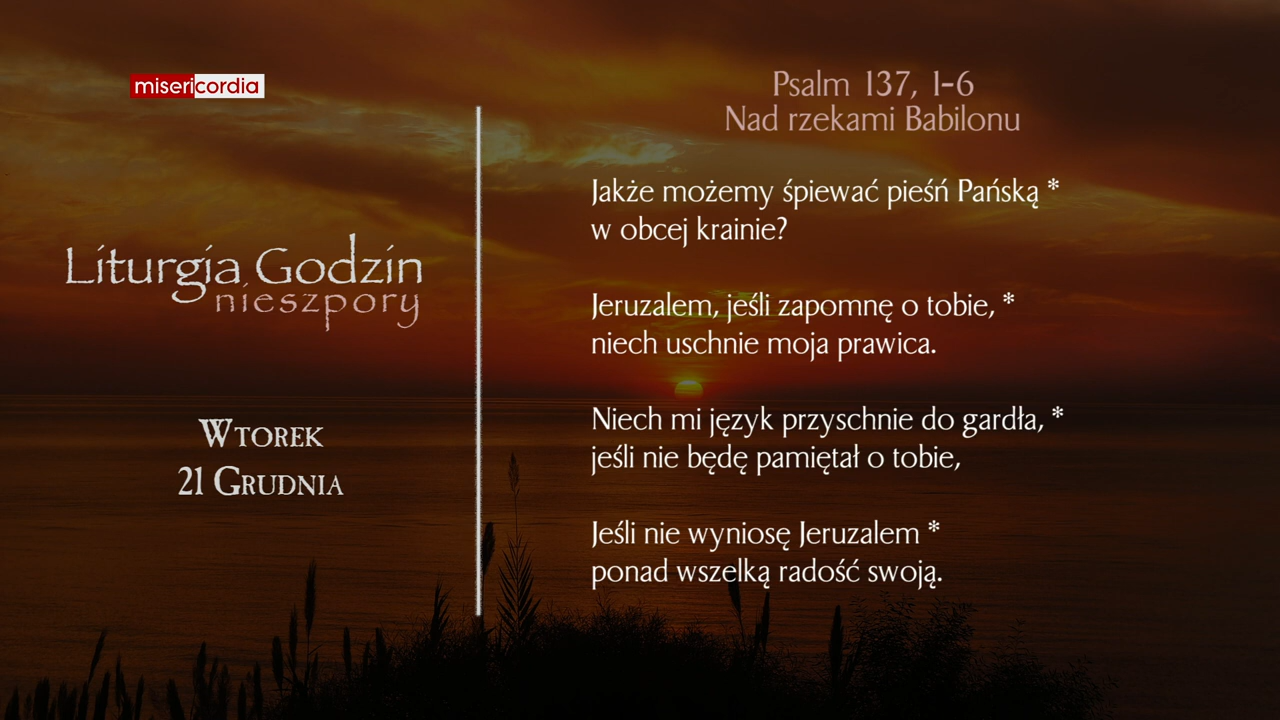 misericordia
Liturgia Godzin
nieszpory
Wtorek
21 Grudnia
Psalm 137, 1-6
Nad rzekami Babilonu
Jakże możemy śpiewać pieśń Pańską *
w obcej krainie?
Jeruzalem, jeśli zapomnę o tobie, *
niech uschnie moja prawica.
Niech mi język przyschnie do gardła, *
jeśli nie będę pamiętał o tobie,
Jeśli nie wyniosę Jeruzalem *
ponad wszelką radość swoją.